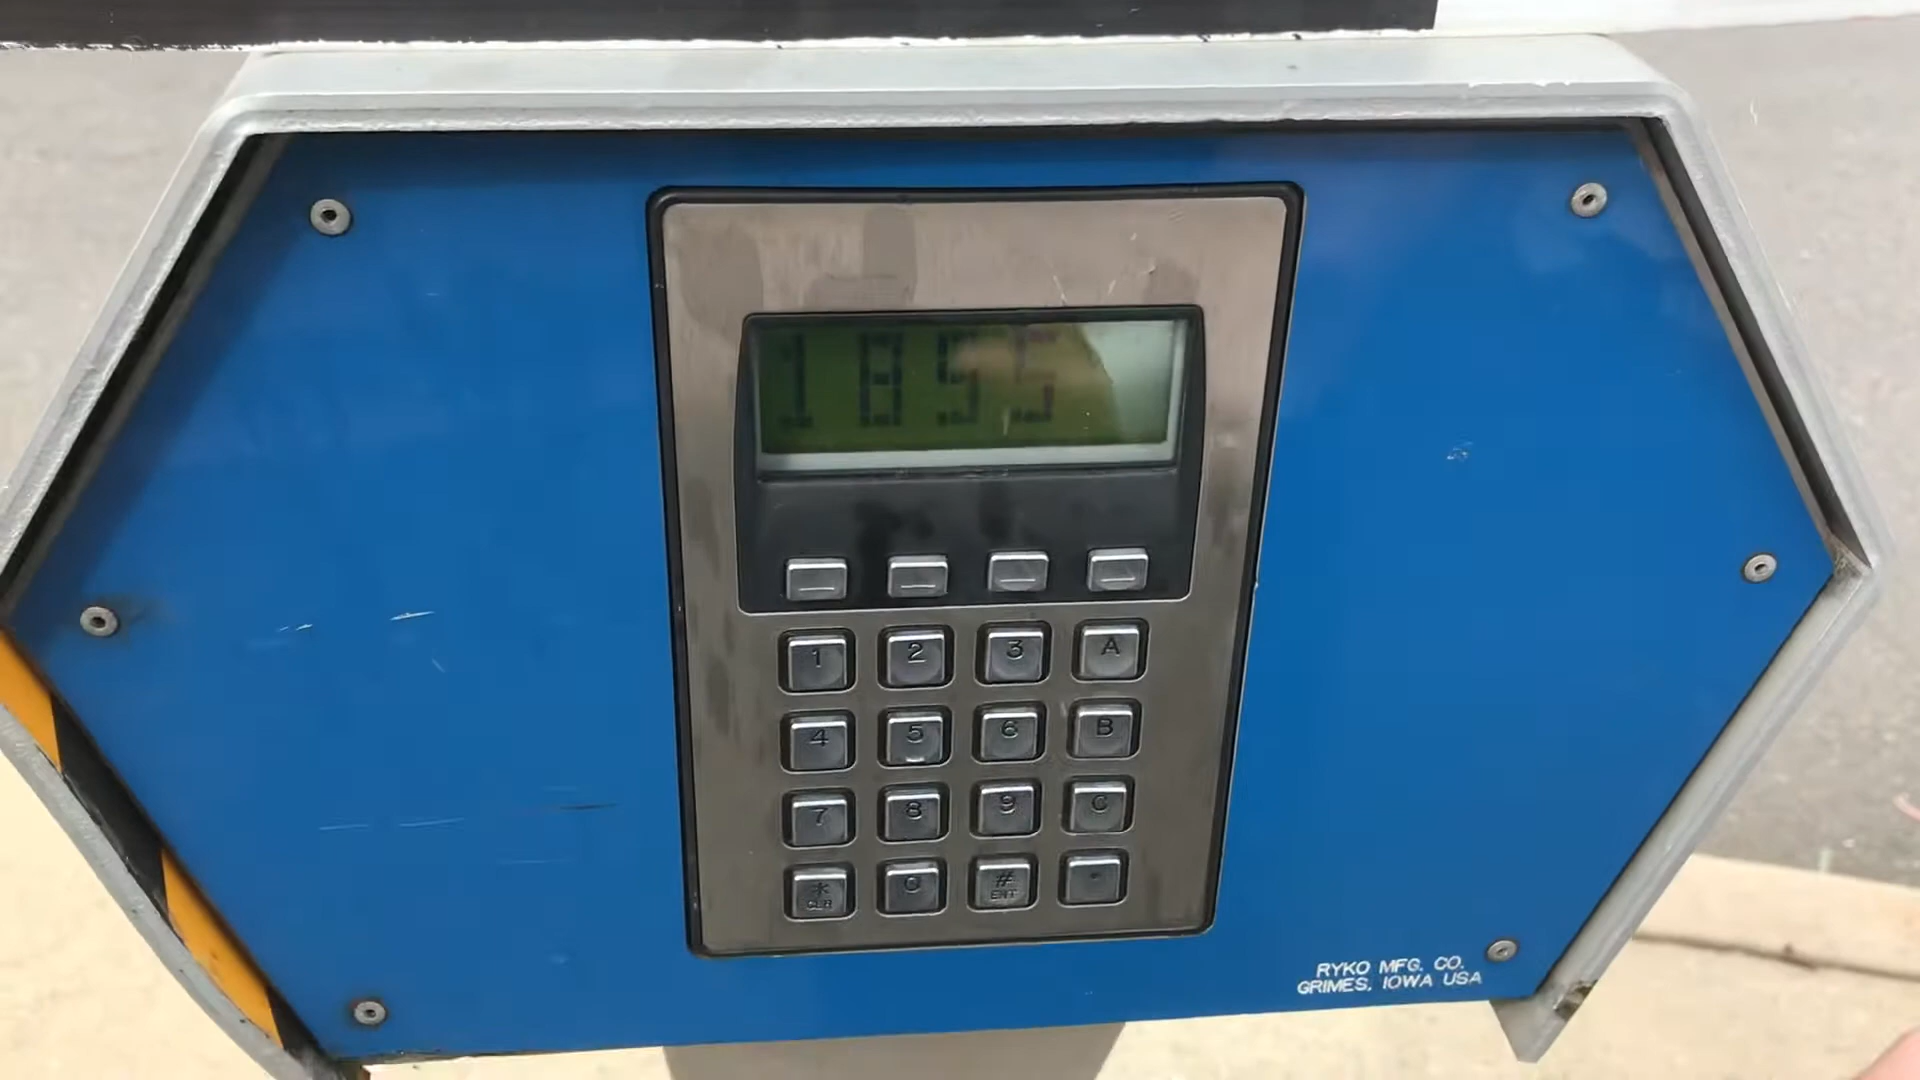 1855
1 2 3 A
4 5 6 B
7 8 9 C
* 0 # .
CLR ENT
RYKO MFG. CO.
GRIMES, IOWA USA